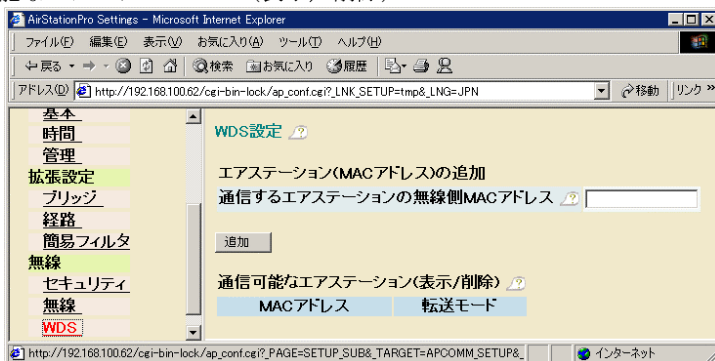 AirStationPro Settings - Microsoft Internet Explorer
ファイル(F) 編集(E) 表示(V) お気に入り(A) ツール(T) ヘルプ(H)
戻る 検索 お気に入り 履歴
アドレス(D) http://192.168.100.62/cgi-bin-lock/ap_conf.cgi?_LNK_SETUP=tmp&_LNG=JPN 移動 リンク »
基本
時間
管理
拡張設定
ブリッジ
経路
簡易フィルタ
無線
セキュリティ
無線
WDS
WDS設定 ?
エアステーション(MACアドレス)の追加
通信するエアステーションの無線側MACアドレス ?
追加
通信可能なエアステーション(表示/削除) ?
MACアドレス 転送モード
http://192.168.100.62/cgi-bin-lock/ap_conf.cgi?_PAGE=SETUP_SUB&_TARGET=APCOMM_SETUP&_ インターネット